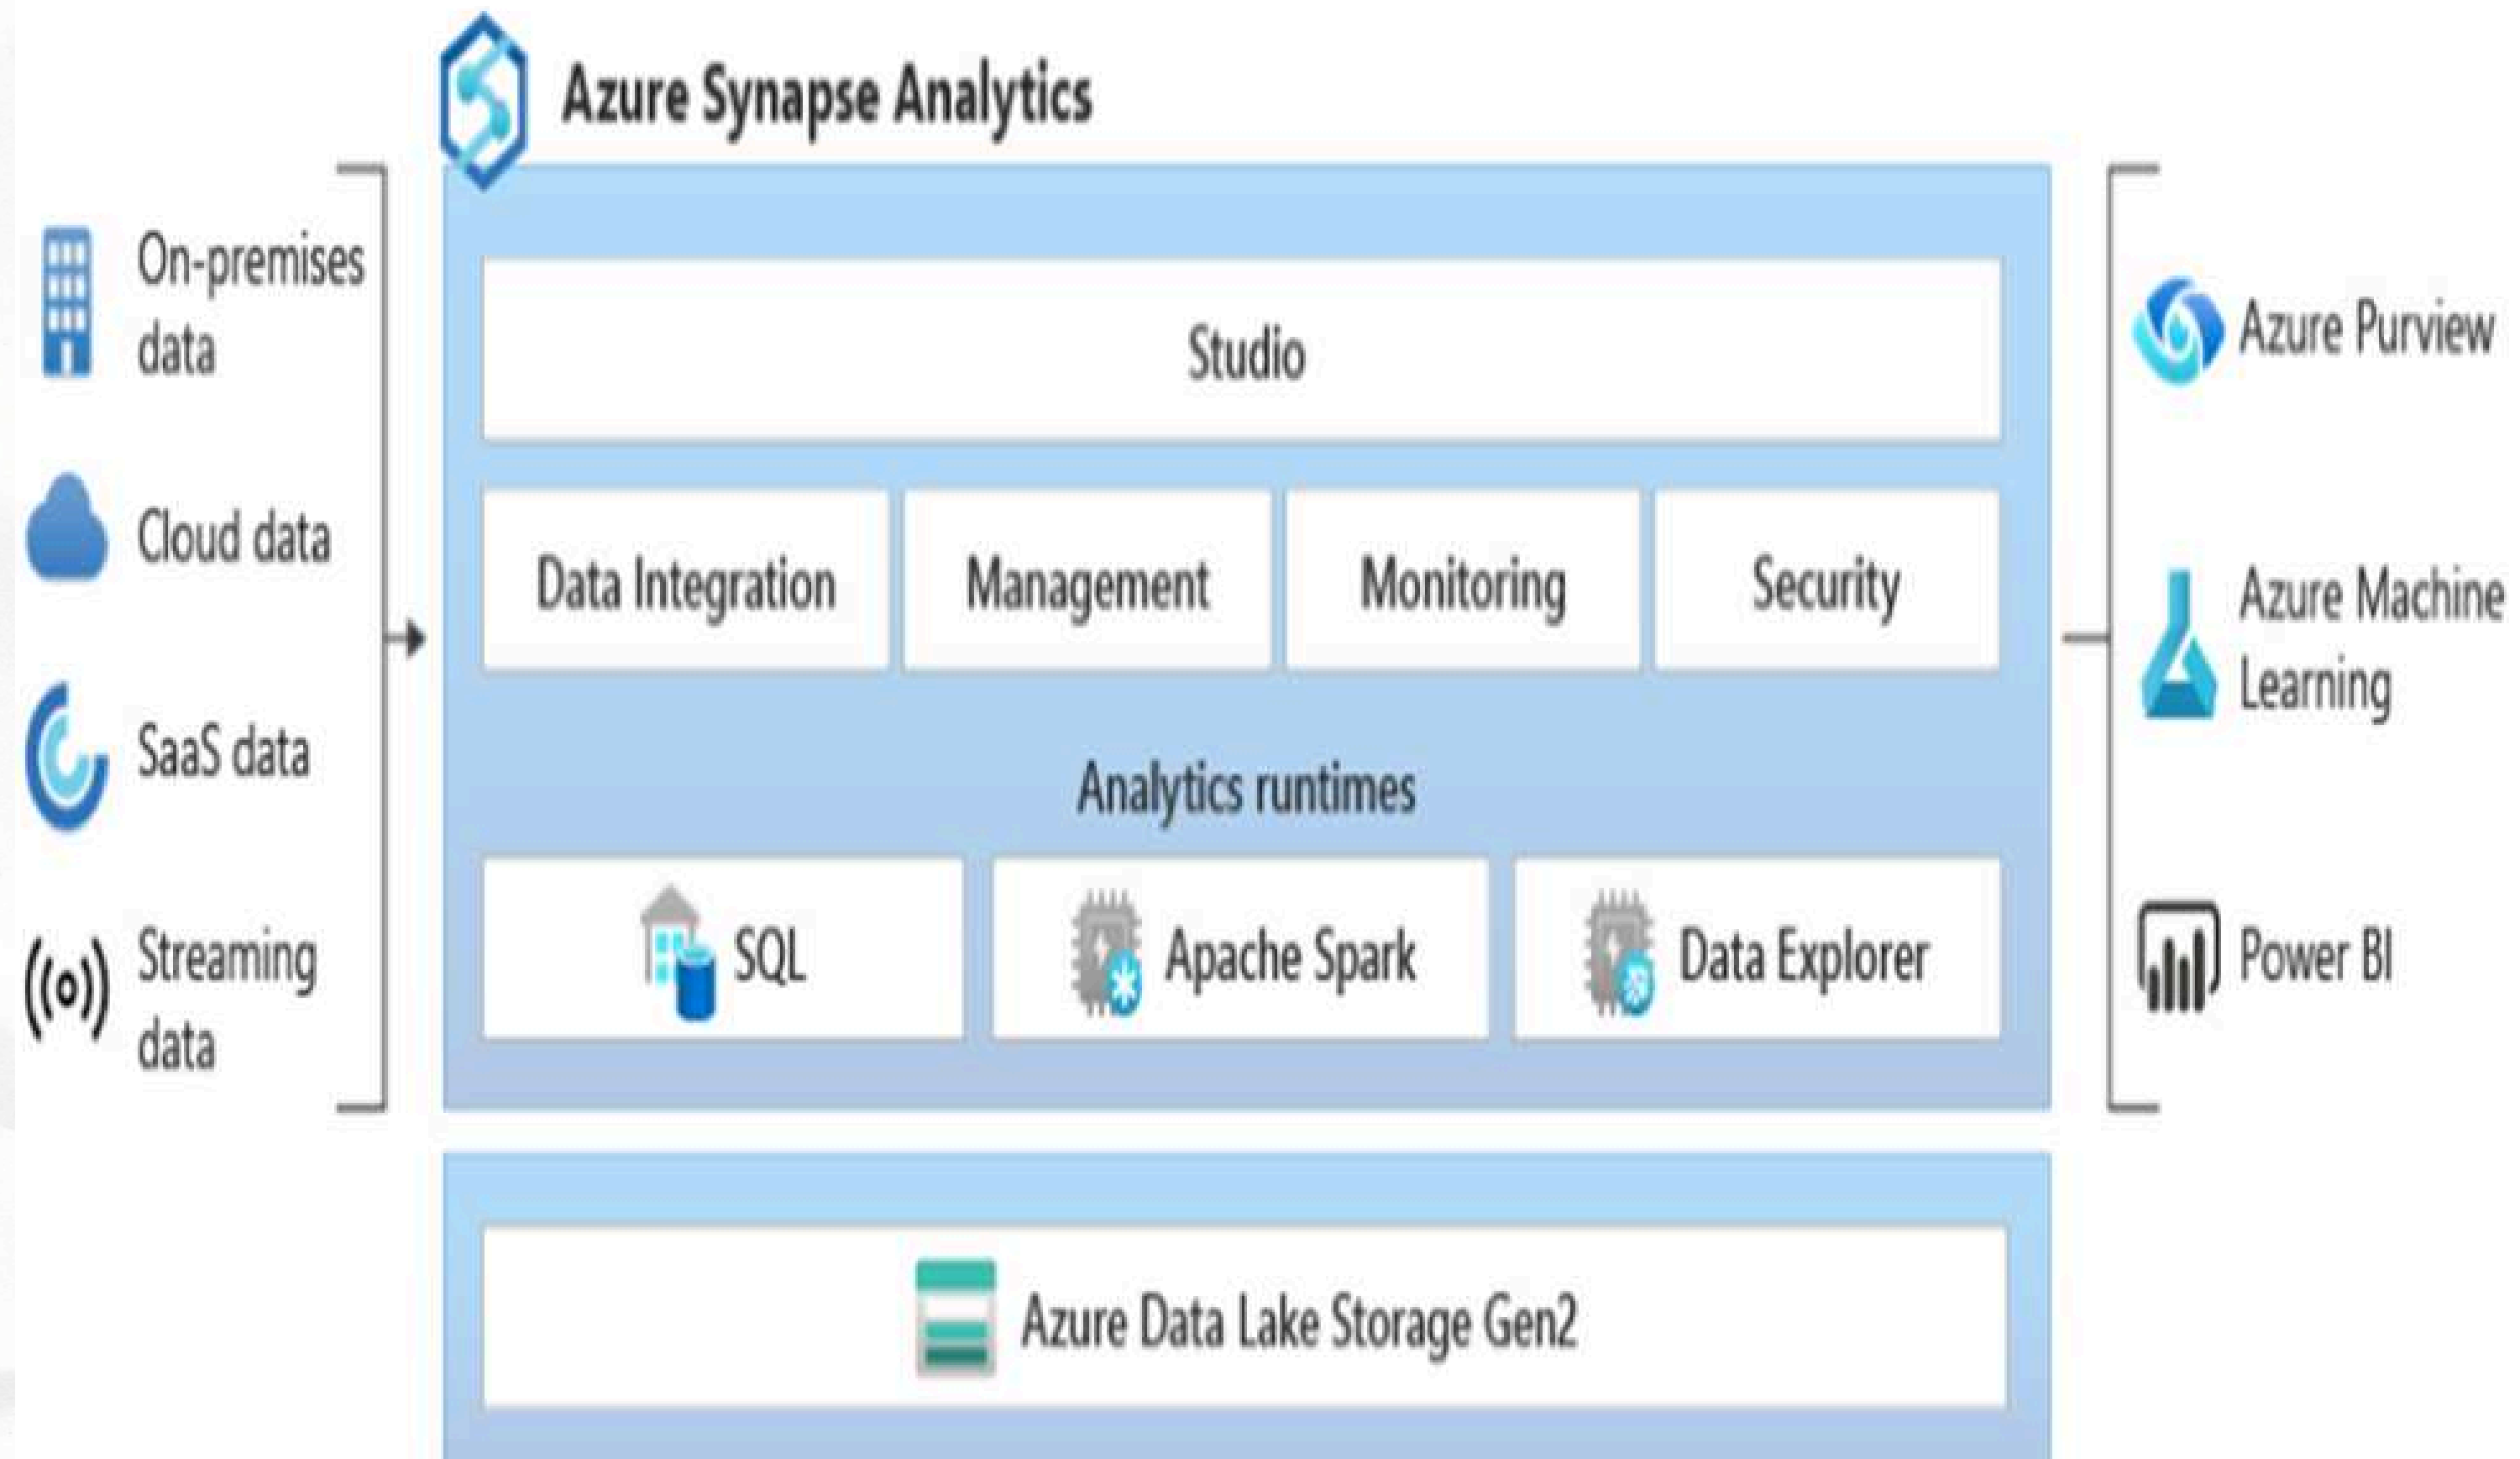 Azure Synapse Analytics
On-premises
data
Cloud data
SaaS data
Streaming
data
Studio
Data Integration
Management
Monitoring
Security
Analytics runtimes
SQL
Apache Spark
Data Explorer
Azure Data Lake Storage Gen2
Azure Purview
Azure Machine
Learning
Power BI